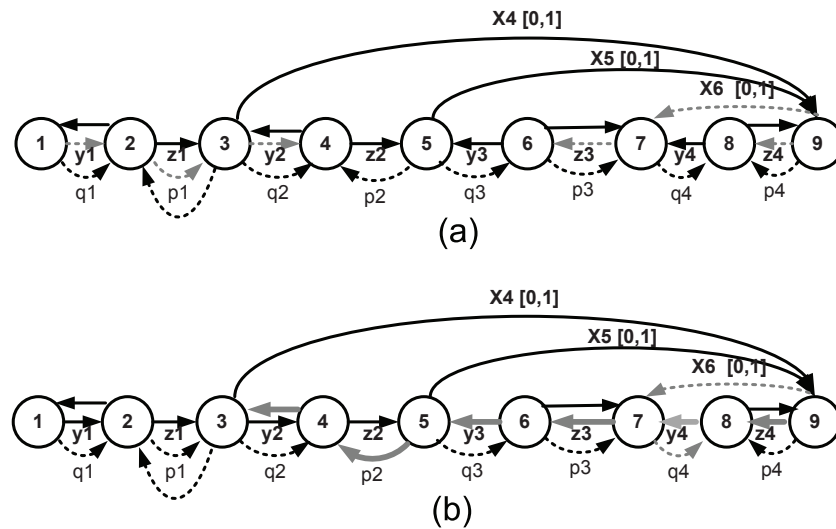 X4 [0,1]
X5 [0,1]
X6 [0,1]
1 2 3 4 5 6 7 8 9
y1 z1 y2 z2 y3 z3 y4 z4
q1 p1 q2 p2 q3 p3 q4 p4
(a)
X4 [0,1]
X5 [0,1]
X6 [0,1]
1 2 3 4 5 6 7 8 9
y1 z1 y2 z2 y3 z3 y4 z4
q1 p1 q2 p2 q3 p3 q4 p4
(b)